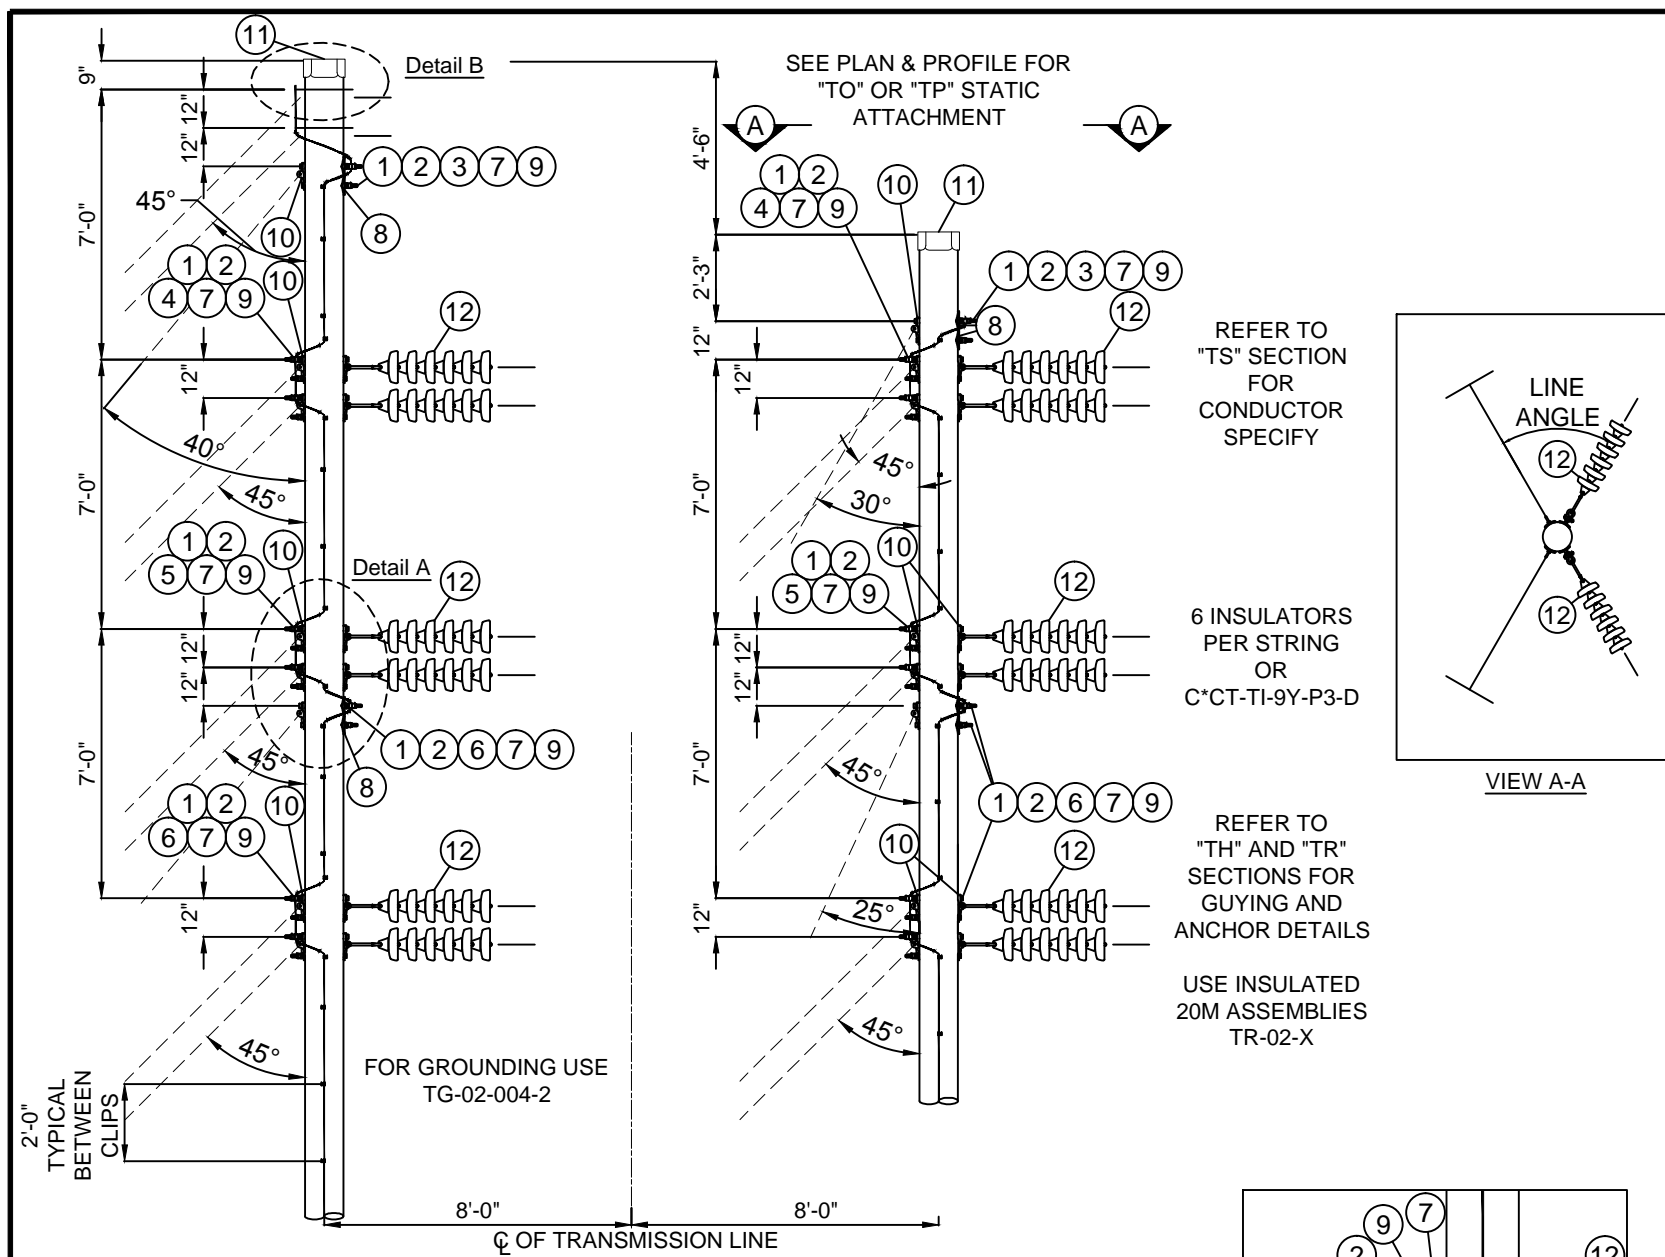 11
Detail B
9"
12"
12"
7'-0"
45°
1 2 3 7 9
10
8
1 2
4 7 9
10
12
12"
40°
45°
7'-0"
1 2
5 7 9
10
Detail A
12
12"
12"
7'-0"
45°
1 2 6 7 9
8
1 2
6 7 9
10
12
12"
45°
2'-0"
TYPICAL
BETWEEN
CLIPS
FOR GROUNDING USE
TG-02-004-2
8'-0"
8'-0"
℄ OF TRANSMISSION LINE
SEE PLAN & PROFILE FOR
"TO" OR "TP" STATIC
ATTACHMENT
A
A
4'-6"
1 2
4 7 9
10
11
2'-3"
1 2 3 7 9
8
12
12"
12"
45°
30°
7'-0"
1 2
5 7 9
10
12
12"
12"
7'-0"
45°
1 2 6 7 9
10
12
25°
12"
45°
REFER TO
"TS" SECTION
FOR
CONDUCTOR
SPECIFY
6 INSULATORS
PER STRING
OR
C*CT-TI-9Y-P3-D
REFER TO
"TH" AND "TR"
SECTIONS FOR
GUYING AND
ANCHOR DETAILS
USE INSULATED
20M ASSEMBLIES
TR-02-X
LINE
ANGLE
12
12
VIEW A-A
9
7
2
12